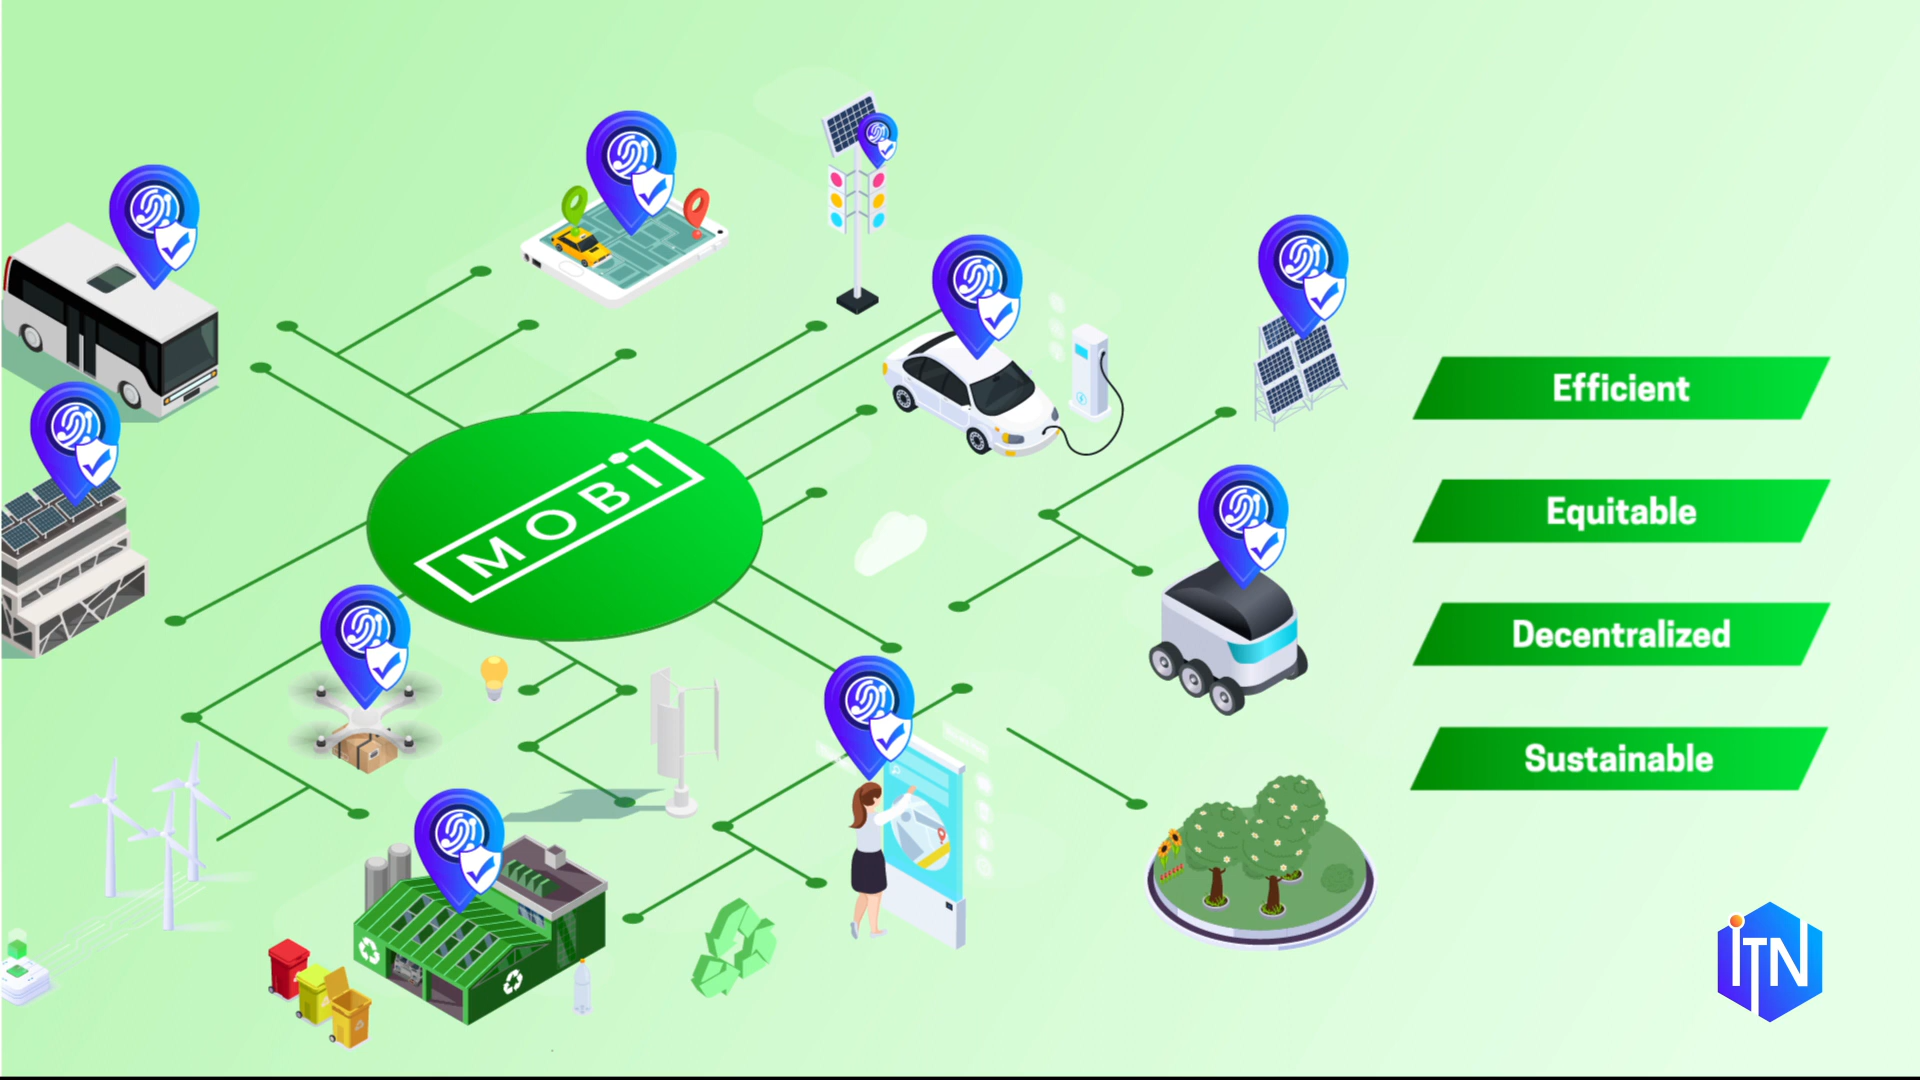 MOBi
Efficient
Equitable
Decentralized
Sustainable
iTN